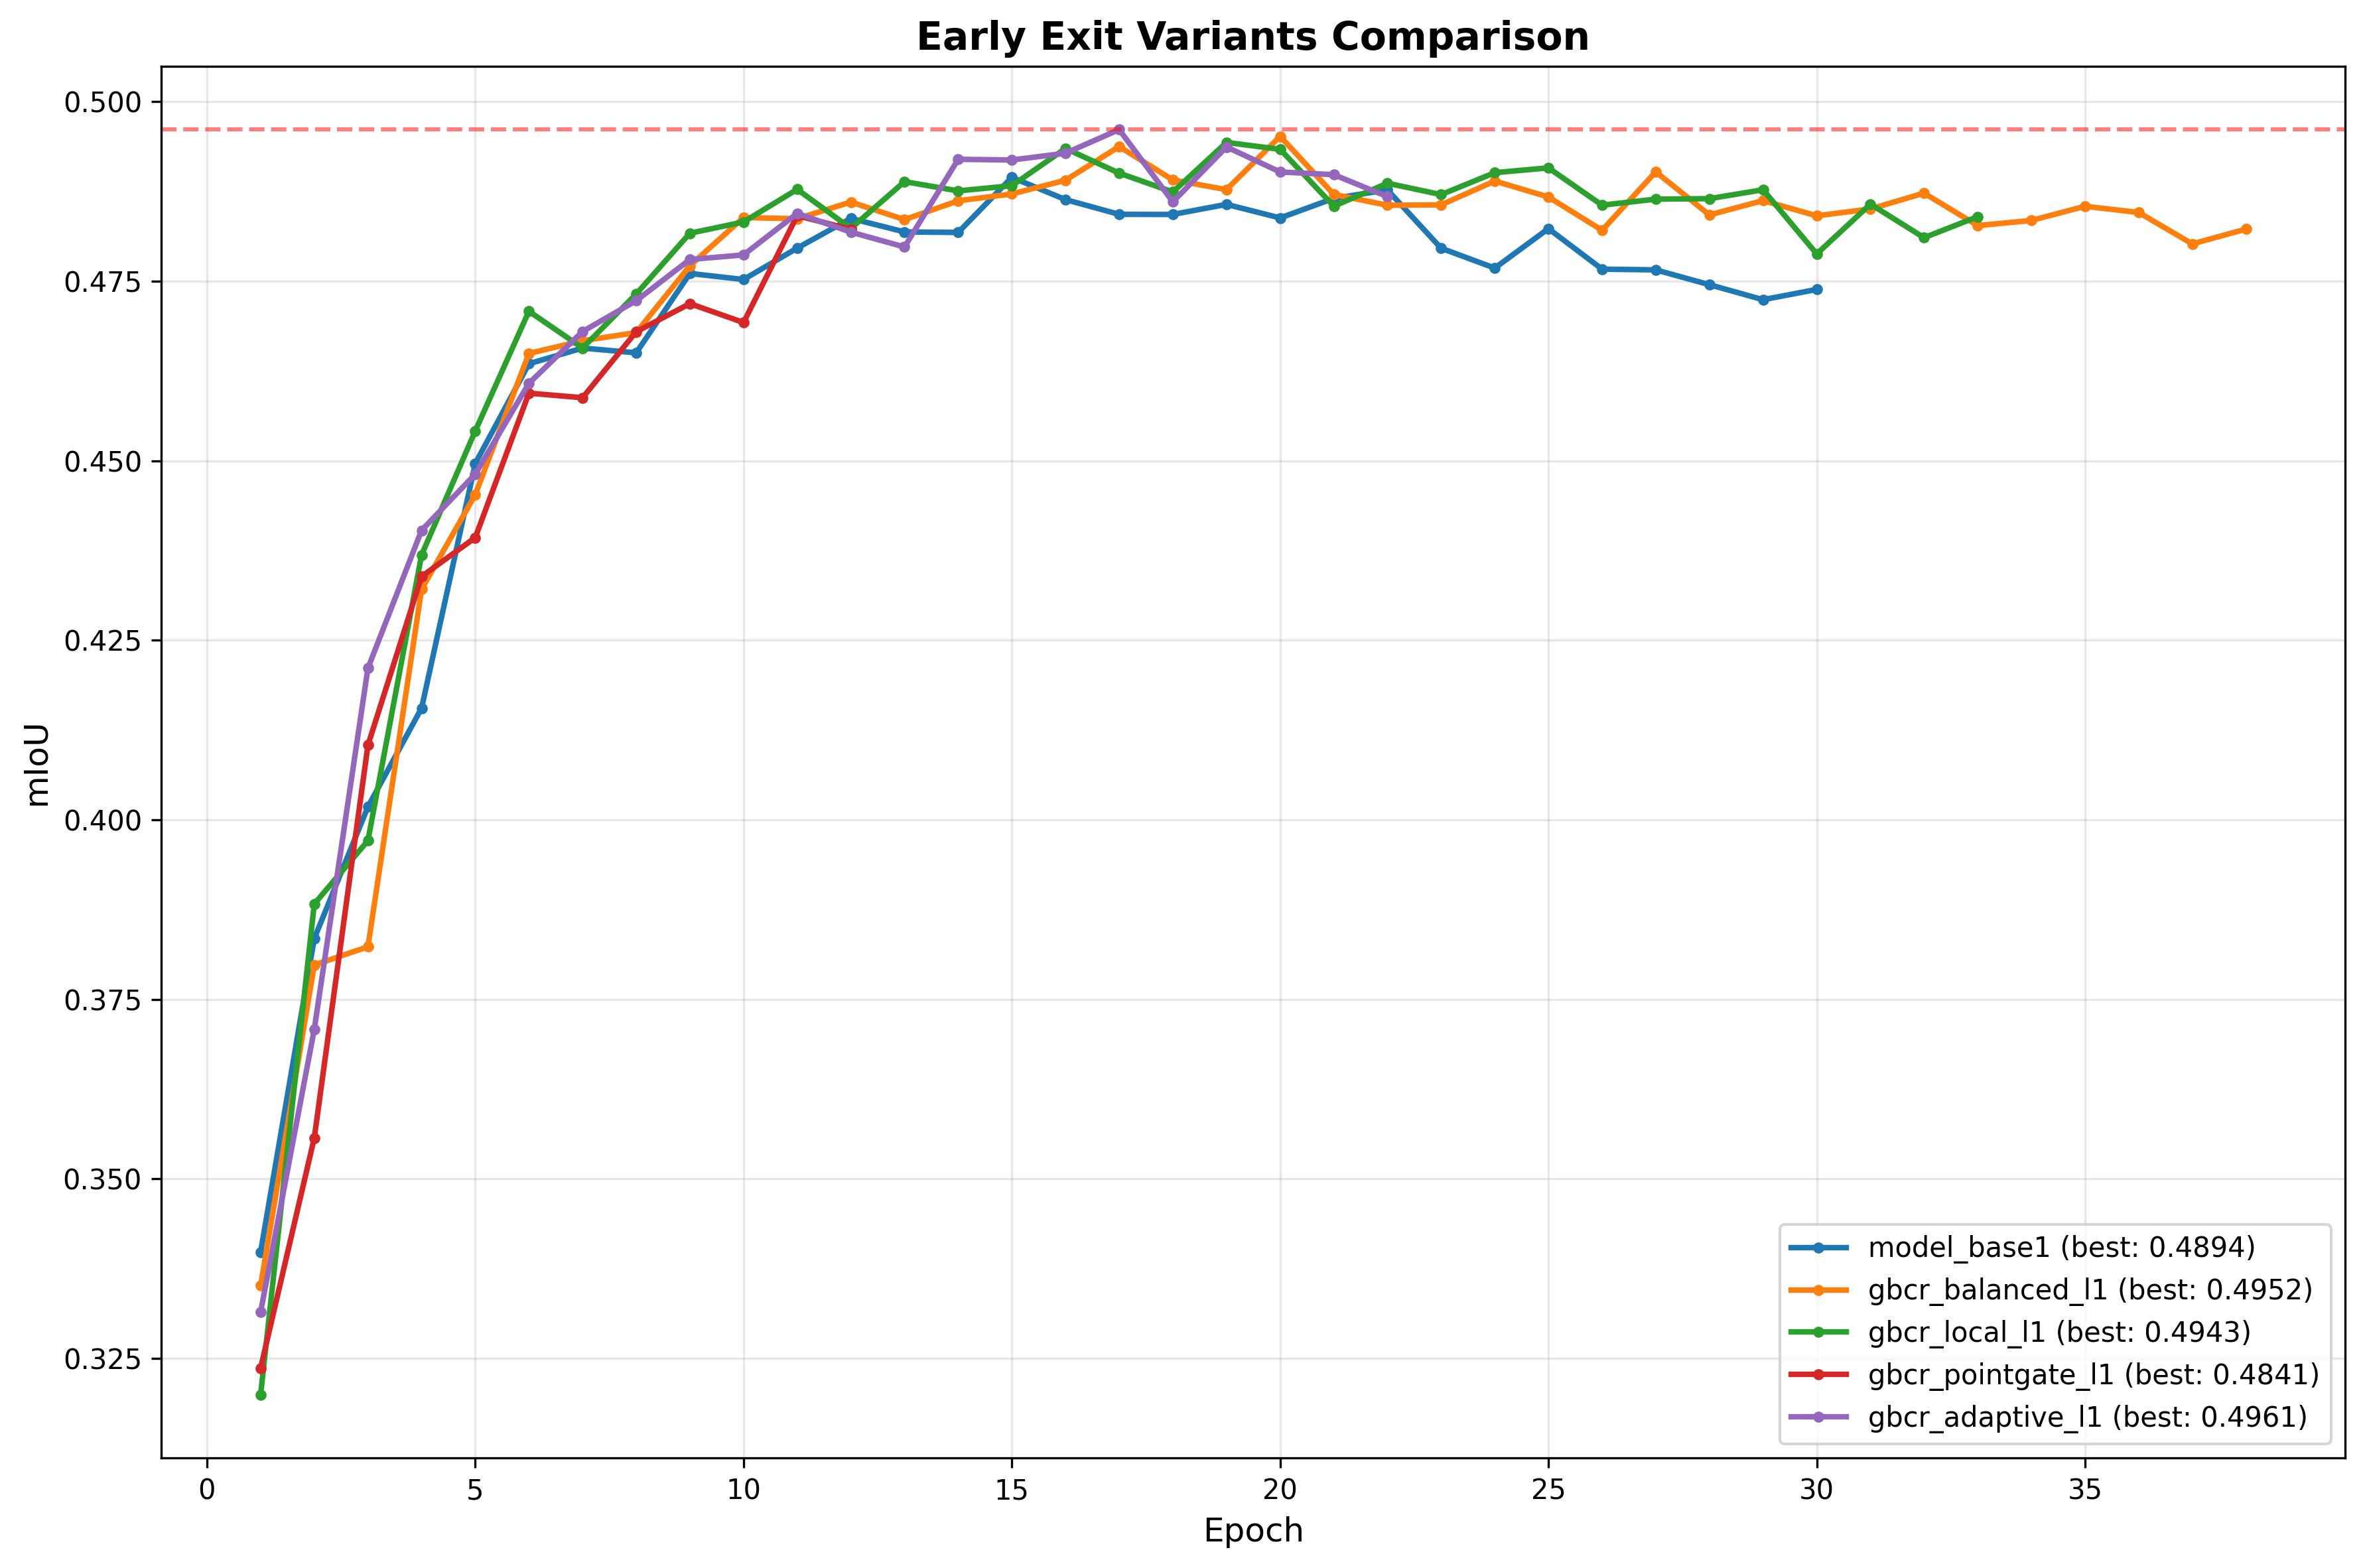 Early Exit Variants Comparison
0.500
0.475
0.450
0.425
0.400
0.375
0.350
0.325
mIoU
0 5 10 15 20 25 30 35
Epoch
model_base1 (best: 0.4894)
gbcr_balanced_l1 (best: 0.4952)
gbcr_local_l1 (best: 0.4943)
gbcr_pointgate_l1 (best: 0.4841)
gbcr_adaptive_l1 (best: 0.4961)